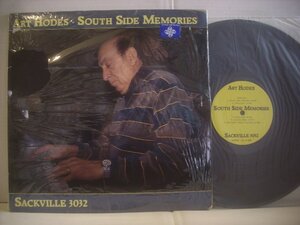 ART HODES · SOUTH SIDE MEMORIES
SACKVILLE 3032
ART HODES
SOUTH SIDE MEMORIES
SACKVILLE 3032